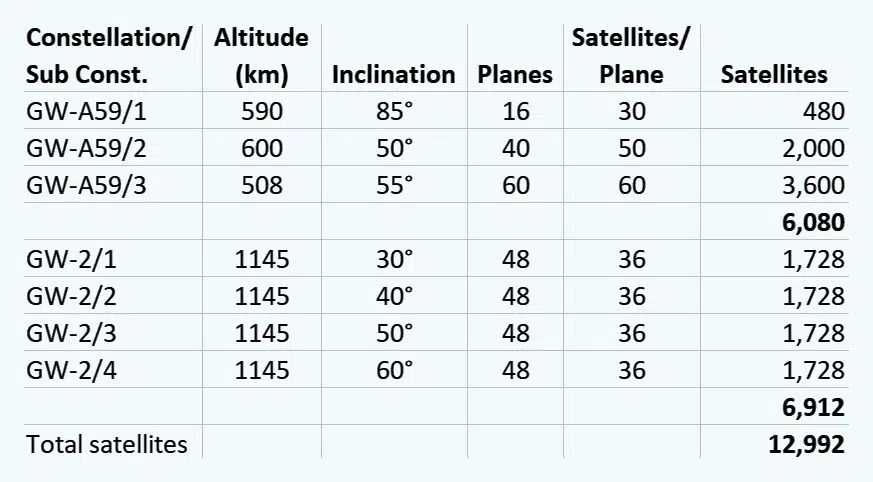 Constellation/ Altitude Satellites/
Sub Const. (km) Inclination Planes Plane Satellites
GW-A59/1 590 85° 16 30 480
GW-A59/2 600 50° 40 50 2,000
GW-A59/3 508 55° 60 60 3,600
6,080
GW-2/1 1145 30° 48 36 1,728
GW-2/2 1145 40° 48 36 1,728
GW-2/3 1145 50° 48 36 1,728
GW-2/4 1145 60° 48 36 1,728
6,912
Total satellites 12,992